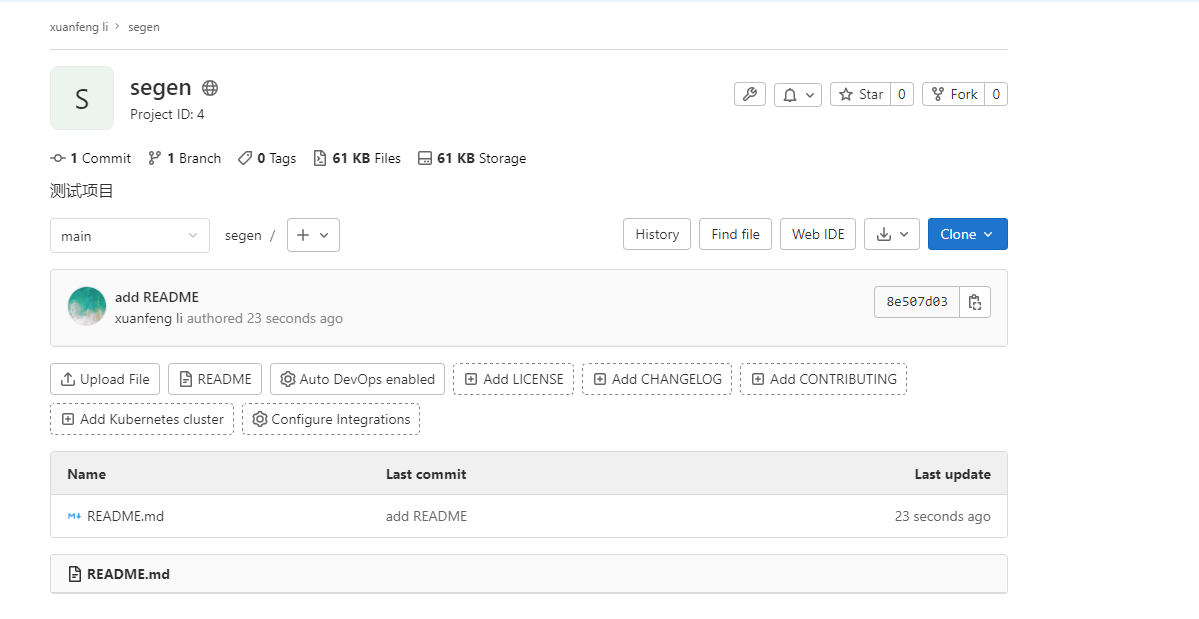 xuanfeng li > segen
S
segen
Project ID: 4
Star 0
Fork 0
1 Commit 1 Branch 0 Tags 61 KB Files 61 KB Storage
测试项目
main segen / History Find file Web IDE Clone
add README
xuanfeng li authored 23 seconds ago
8e507d03
Upload File README Auto DevOps enabled Add LICENSE Add CHANGELOG Add CONTRIBUTING
Add Kubernetes cluster Configure Integrations
Name Last commit Last update
README.md add README 23 seconds ago
README.md